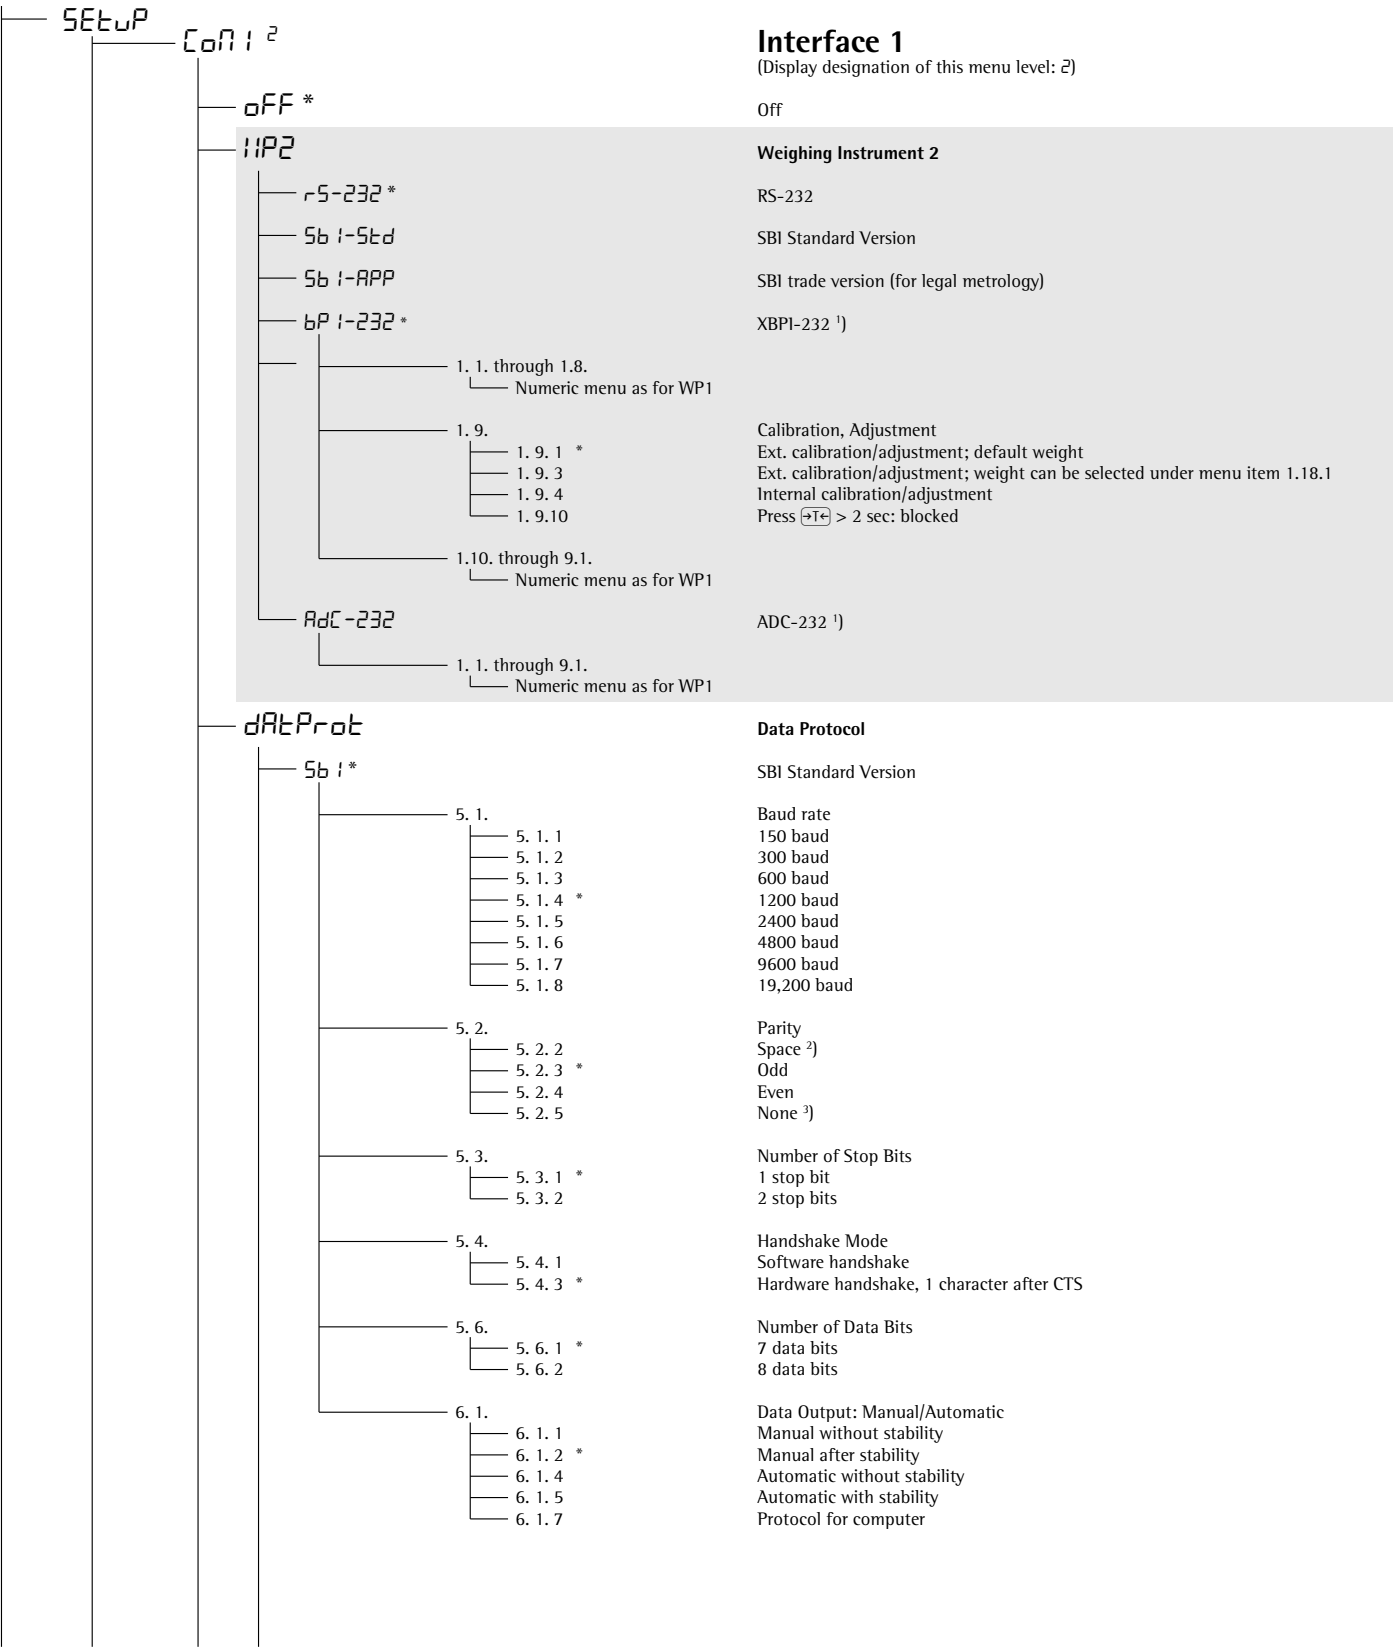 SEtuP
CoM1 2 Interface 1
(Display designation of this menu level: 2)
oFF * Off
WP2 Weighing Instrument 2
rS-232 * RS-232
Sb1-Std SBI Standard Version
Sb1-APP SBI trade version (for legal metrology)
bP1-232 * XBPI-232 1)
1. 1. through 1.8.
Numeric menu as for WP1
1. 9. Calibration, Adjustment
1. 9. 1 * Ext. calibration/adjustment; default weight
1. 9. 3 Ext. calibration/adjustment; weight can be selected under menu item 1.18.1
1. 9. 4 Internal calibration/adjustment
1. 9.10 Press →T← > 2 sec: blocked
1.10. through 9.1.
Numeric menu as for WP1
AdC-232 ADC-232 1)
1. 1. through 9.1.
Numeric menu as for WP1
dAtProt Data Protocol
Sb1 * SBI Standard Version
5. 1. Baud rate
5. 1. 1 150 baud
5. 1. 2 300 baud
5. 1. 3 600 baud
5. 1. 4 * 1200 baud
5. 1. 5 2400 baud
5. 1. 6 4800 baud
5. 1. 7 9600 baud
5. 1. 8 19,200 baud
5. 2. Parity
5. 2. 2 Space 2)
5. 2. 3 * Odd
5. 2. 4 Even
5. 2. 5 None 3)
5. 3. Number of Stop Bits
5. 3. 1 * 1 stop bit
5. 3. 2 2 stop bits
5. 4. Handshake Mode
5. 4. 1 Software handshake
5. 4. 3 * Hardware handshake, 1 character after CTS
5. 6. Number of Data Bits
5. 6. 1 * 7 data bits
5. 6. 2 8 data bits
6. 1. Data Output: Manual/Automatic
6. 1. 1 Manual without stability
6. 1. 2 * Manual after stability
6. 1. 4 Automatic without stability
6. 1. 5 Automatic with stability
6. 1. 7 Protocol for computer